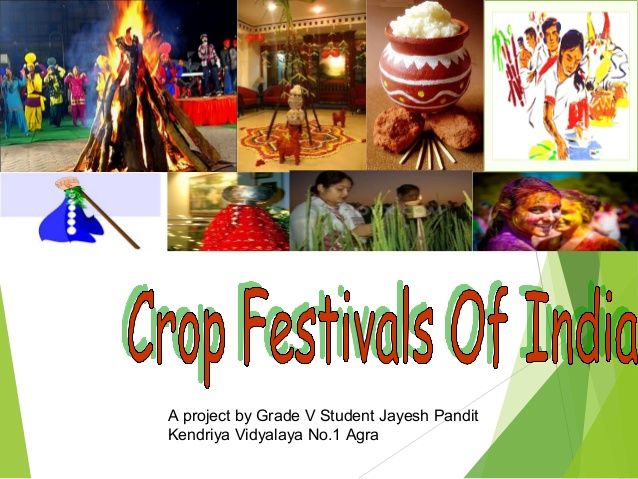 Crop Festivals Of India
A project by Grade V Student Jayesh Pandit
Kendriya Vidyalaya No.1 Agra